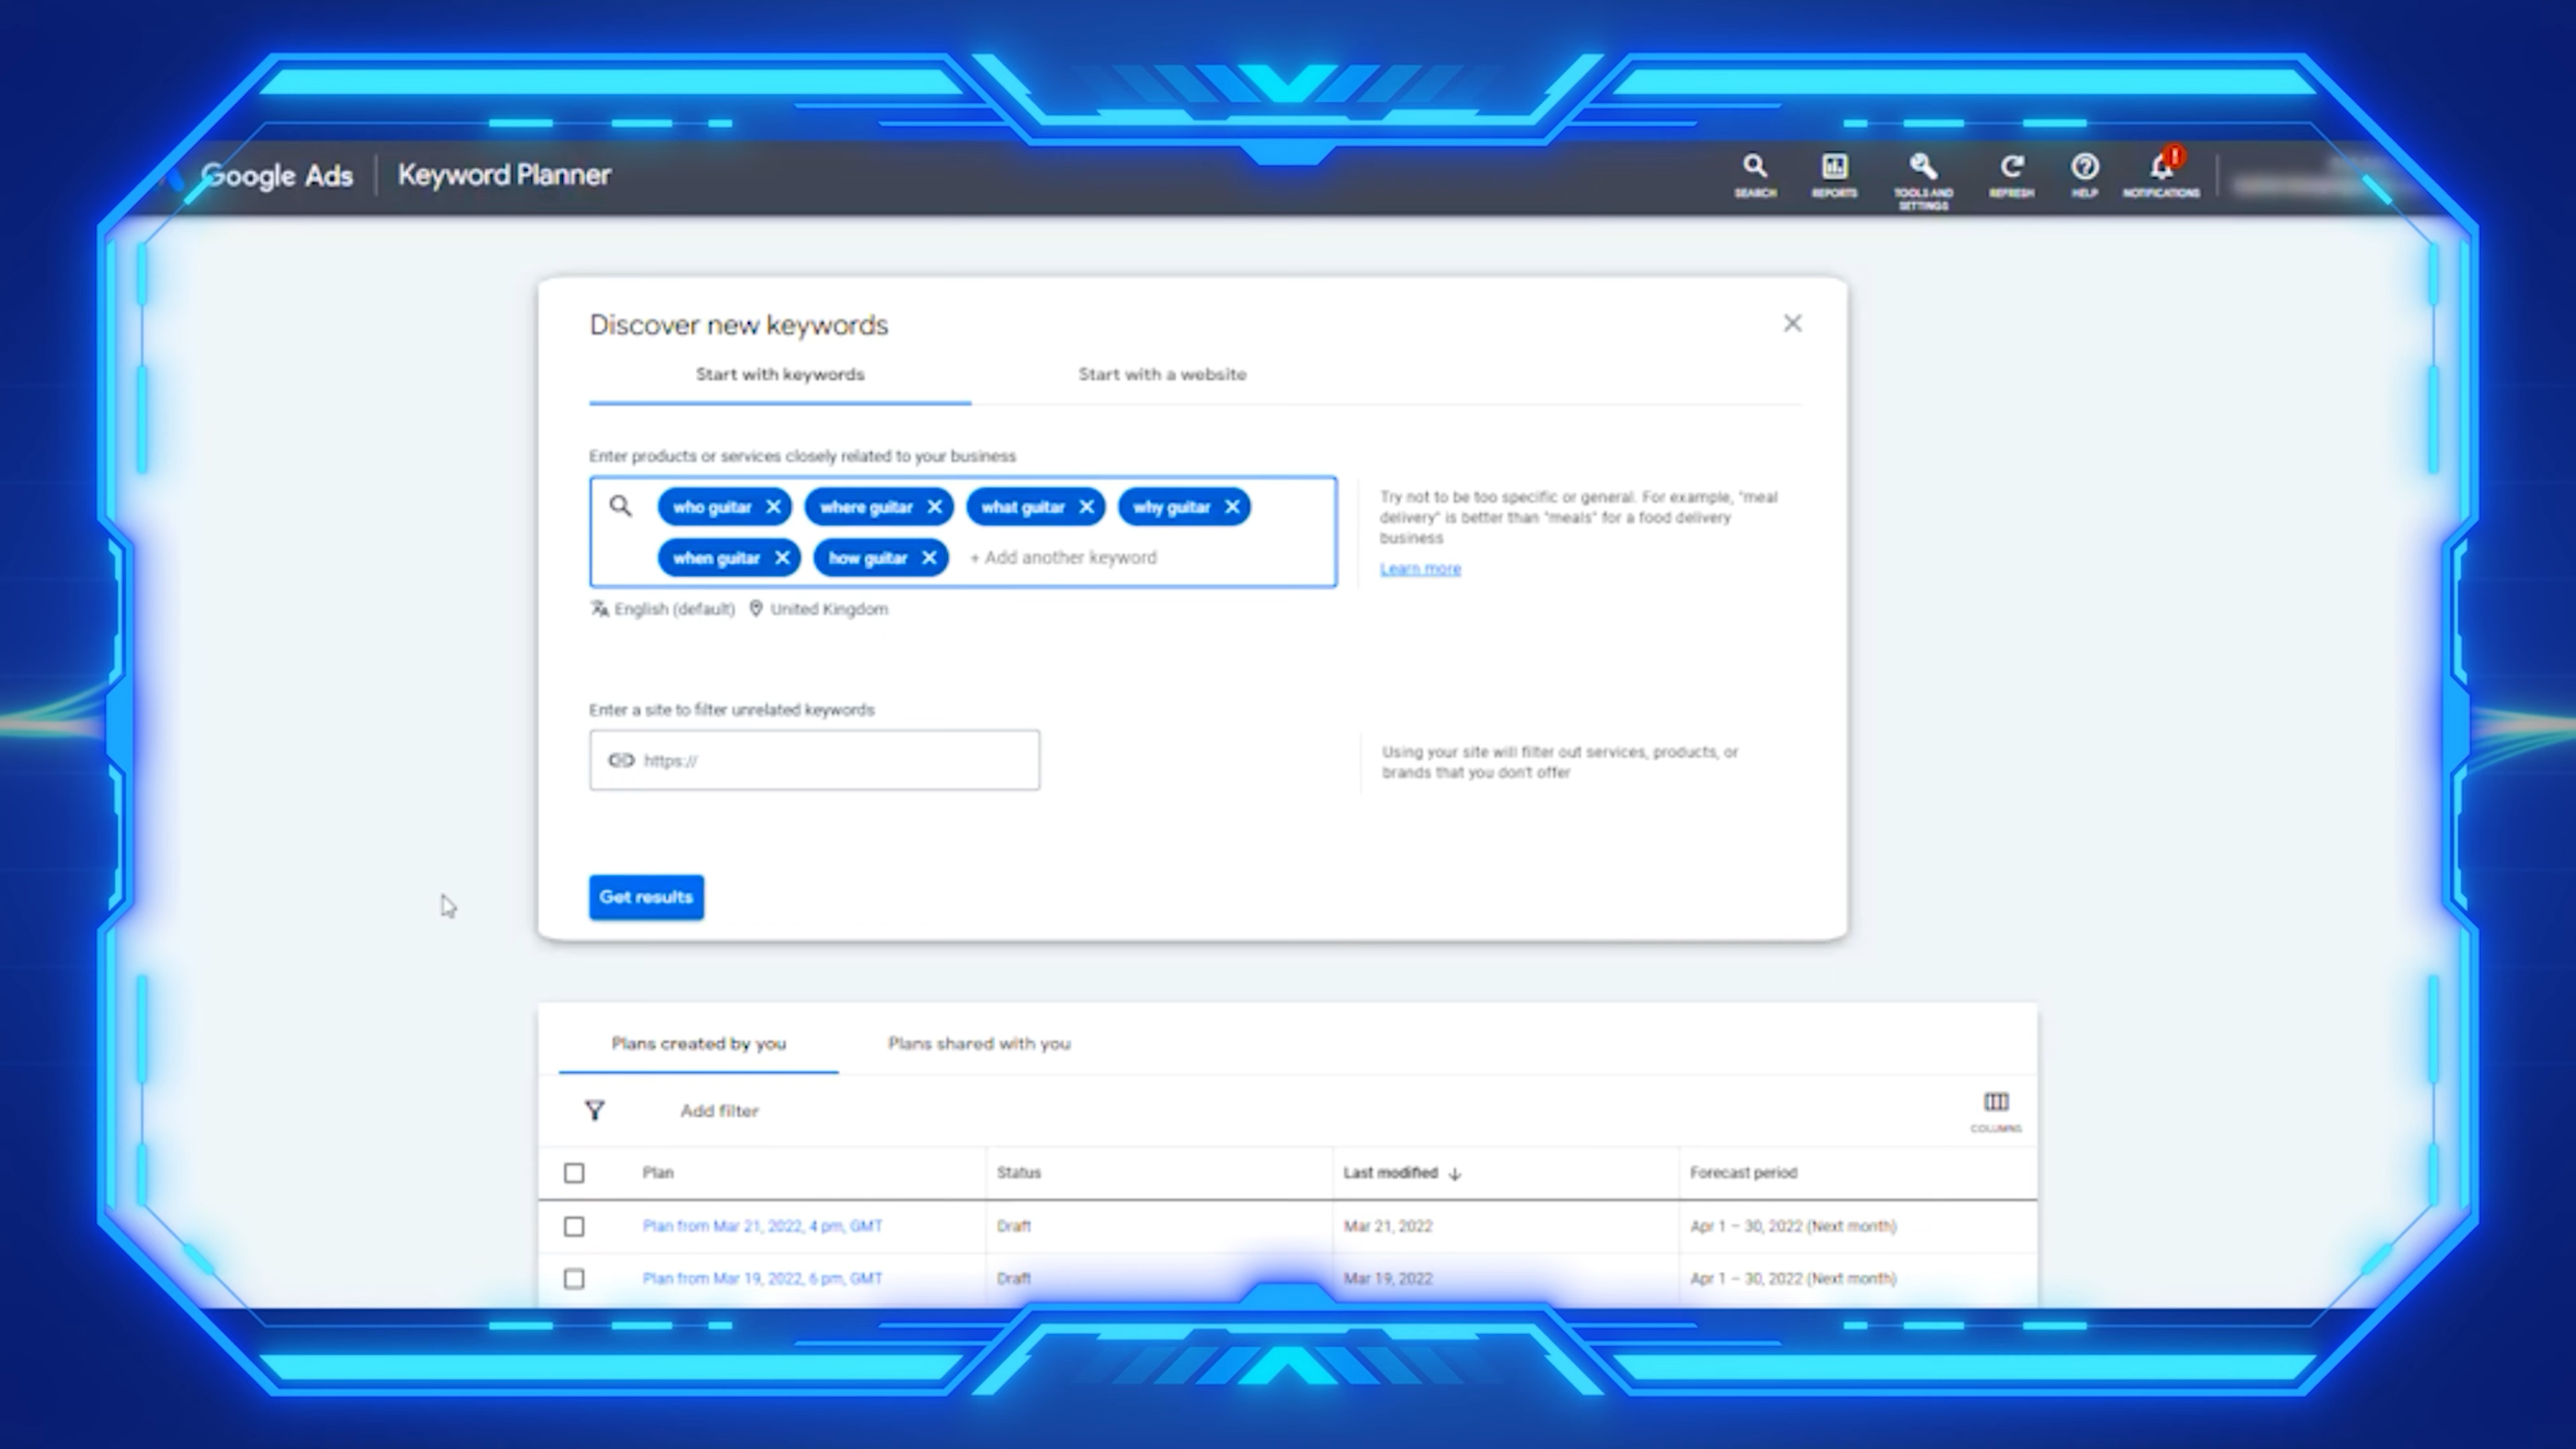 Google Ads | Keyword Planner
SEARCH
REPORTS
TOOLS AND SETTINGS
REFRESH
HELP
!
NOTIFICATIONS
Discover new keywords
Start with keywords
Start with a website
Enter products or services closely related to your business
who guitar
where guitar
what guitar
why guitar
when guitar
how guitar
+ Add another keyword
Try not to be too specific or general. For example, "meal
delivery" is better than "meals" for a food delivery
business
Learn more
English (default) United Kingdom
Enter a site to filter unrelated keywords
https://
Using your site will filter out services, products, or
brands that you don't offer
Get results
Plans created by you
Plans shared with you
Add filter
COLUMNS
Plan Status Last modified Forecast period
Plan from Mar 21, 2022, 4 pm, GMT Draft Mar 21, 2022 Apr 1 – 30, 2022 (Next month)
Plan from Mar 19, 2022, 6 pm, GMT Draft Mar 19, 2022 Apr 1 – 30, 2022 (Next month)